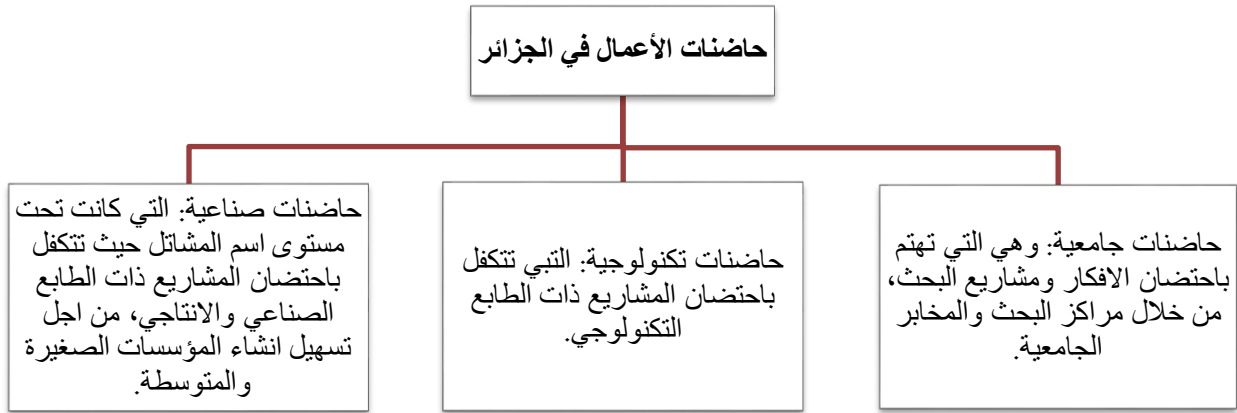 حاضنات الأعمال في الجزائر
حاضنات جامعية: وهي التي تهتم
باحتضان الافكار ومشاريع البحث،
من خلال مراكز البحث والمخابر
الجامعية.
حاضنات تكنولوجية: التبي تتكفل
باحتضان المشاريع ذات الطابع
التكنولوجي.
حاضنات صناعية: التي كانت تحت
مستوى اسم المشاتل حيث تتكفل
باحتضان المشاريع ذات الطابع
الصناعي والانتاجي، من اجل
تسهيل انشاء المؤسسات الصغيرة
والمتوسطة.